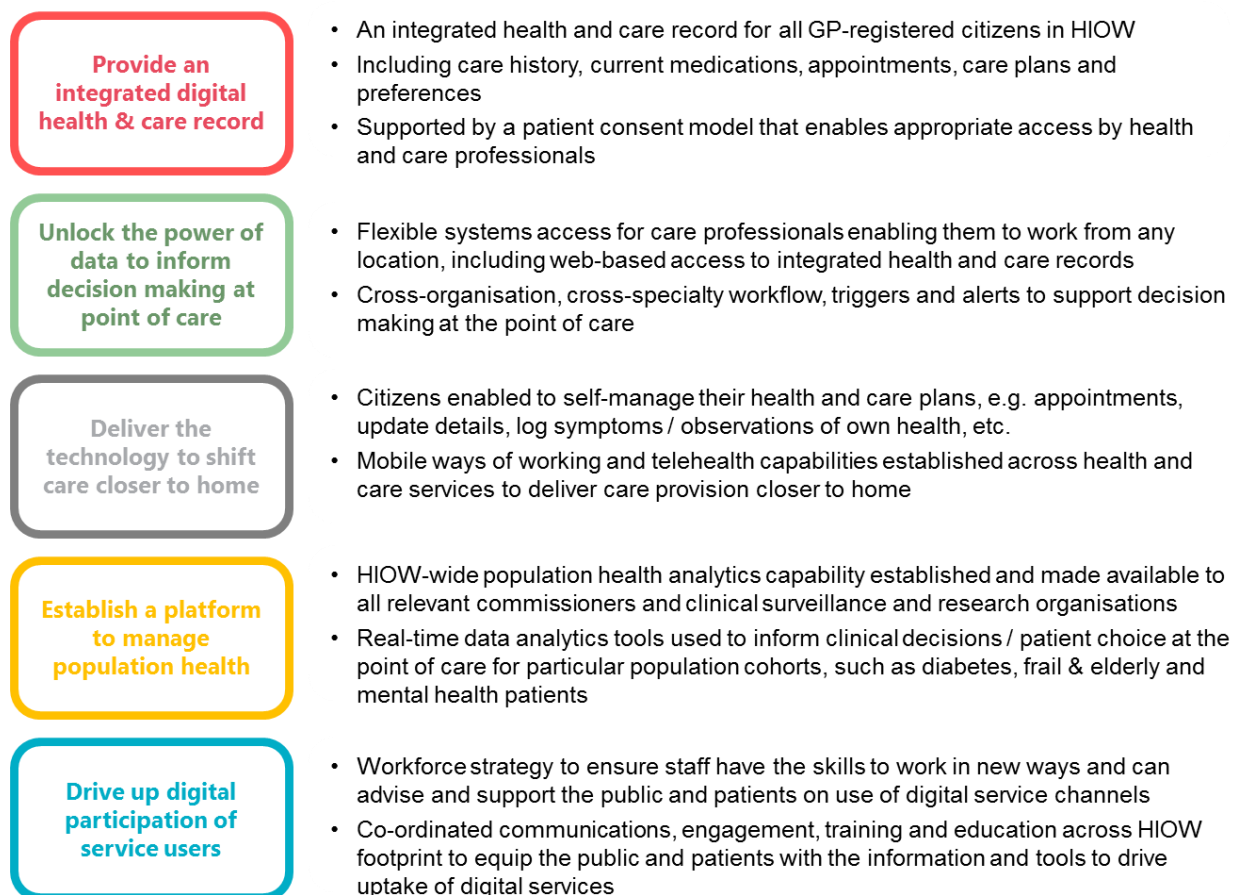 Provide an
integrated digital
health & care record
• An integrated health and care record for all GP-registered citizens in HIOW
• Including care history, current medications, appointments, care plans and
preferences
• Supported by a patient consent model that enables appropriate access by health
and care professionals
Unlock the power of
data to inform
decision making at
point of care
• Flexible systems access for care professionals enabling them to work from any
location, including web-based access to integrated health and care records
• Cross-organisation, cross-specialty workflow, triggers and alerts to support decision
making at the point of care
Deliver the
technology to shift
care closer to home
• Citizens enabled to self-manage their health and care plans, e.g. appointments,
update details, log symptoms / observations of own health, etc.
• Mobile ways of working and telehealth capabilities established across health and
care services to deliver care provision closer to home
Establish a platform
to manage
population health
• HIOW-wide population health analytics capability established and made available to
all relevant commissioners and clinical surveillance and research organisations
• Real-time data analytics tools used to inform clinical decisions / patient choice at the
point of care for particular population cohorts, such as diabetes, frail & elderly and
mental health patients
Drive up digital
participation of
service users
• Workforce strategy to ensure staff have the skills to work in new ways and can
advise and support the public and patients on use of digital service channels
• Co-ordinated communications, engagement, training and education across HIOW
footprint to equip the public and patients with the information and tools to drive
uptake of digital services